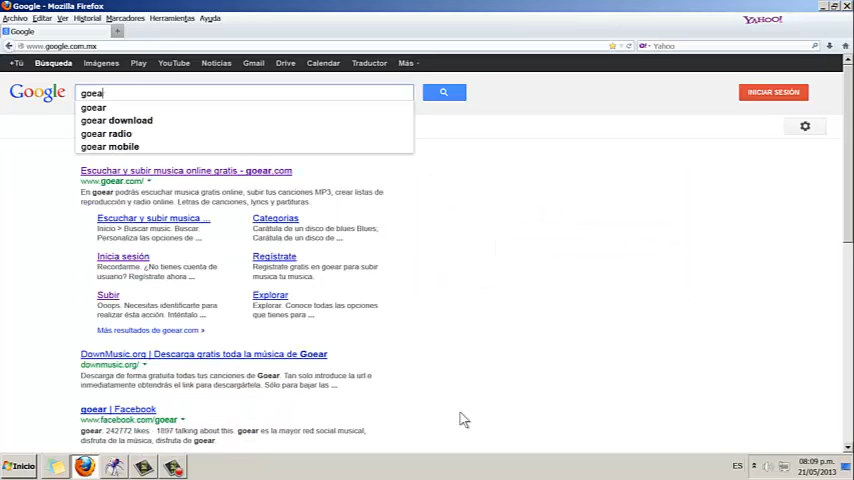 Google - Mozilla Firefox
Archivo Editar Ver Historial Marcadores Herramientas Ayuda
YAHOO!
Google +
www.google.com.mx Yahoo
+Tú Búsqueda Imágenes Play YouTube Noticias Gmail Drive Calendar Traductor Más
Google goea INICIAR SESIÓN
goear
goear download
goear radio
goear mobile
Escuchar y subir musica online gratis - goear.com
www.goear.com/
En goear podrás escuchar musica gratis online, subir tus canciones MP3, crear listas de
reproducción y radio online. Letras de canciones, lyrics y partituras.
Escuchar y subir musica ... Categorias
Inicio > Buscar music. Buscar. Carátula de un disco de blues Blues,
Personaliza las opciones de ... Carátula de un disco de ...
Inicia sesión Regístrate
Recordarme. ¿No tienes cuenta de Registrate gratis en goear para subir
usuario? Registrate ahora ... musica tu musica.
Subir Explorar
Ooops. Necesitas identificarte para Explorar. Conoce todas las opciones
realizar ésta acción. Inténtalo ... que tienes para ...
Más resultados de goear.com »
DownMusic.org | Descarga gratis toda la música de Goear
downmusic.org/
Descarga de forma gratuita todas tus canciones de Goear. Tan solo introduce la url e
inmediatamente obtendrás el link para descargártela. Sólo para bajar las ...
goear | Facebook
www.facebook.com/goear
goear. 242772 likes · 1897 talking about this. goear es la mayor red social musical,
disfruta de la música, disfruta de goear.
Inicio ES 08:09 p.m.
21/05/2013